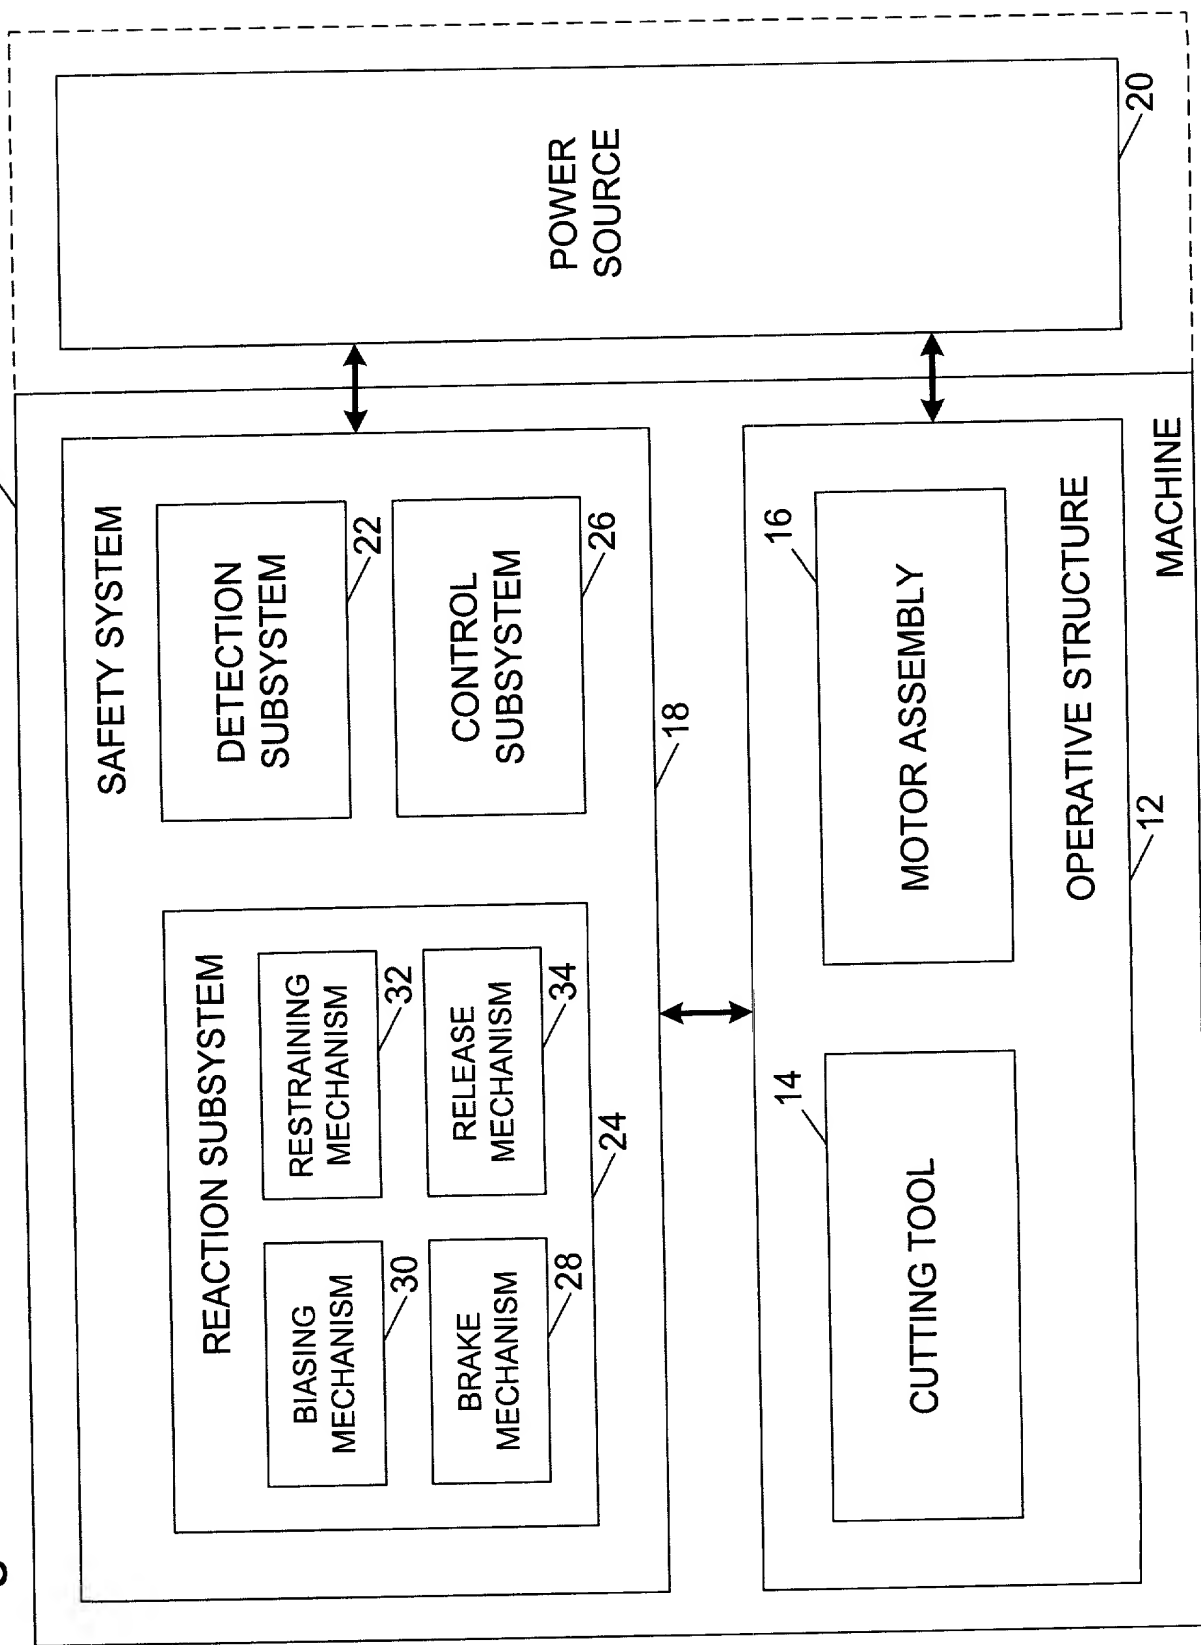 SAFETY SYSTEM
REACTION SUBSYSTEM
BIASING
MECHANISM
30
RESTRAINING
MECHANISM
32
BRAKE
MECHANISM
28
RELEASE
MECHANISM
34
24
DETECTION
SUBSYSTEM
22
CONTROL
SUBSYSTEM
26
18
14
CUTTING TOOL
16
MOTOR ASSEMBLY
OPERATIVE STRUCTURE
12
MACHINE
POWER
SOURCE
20